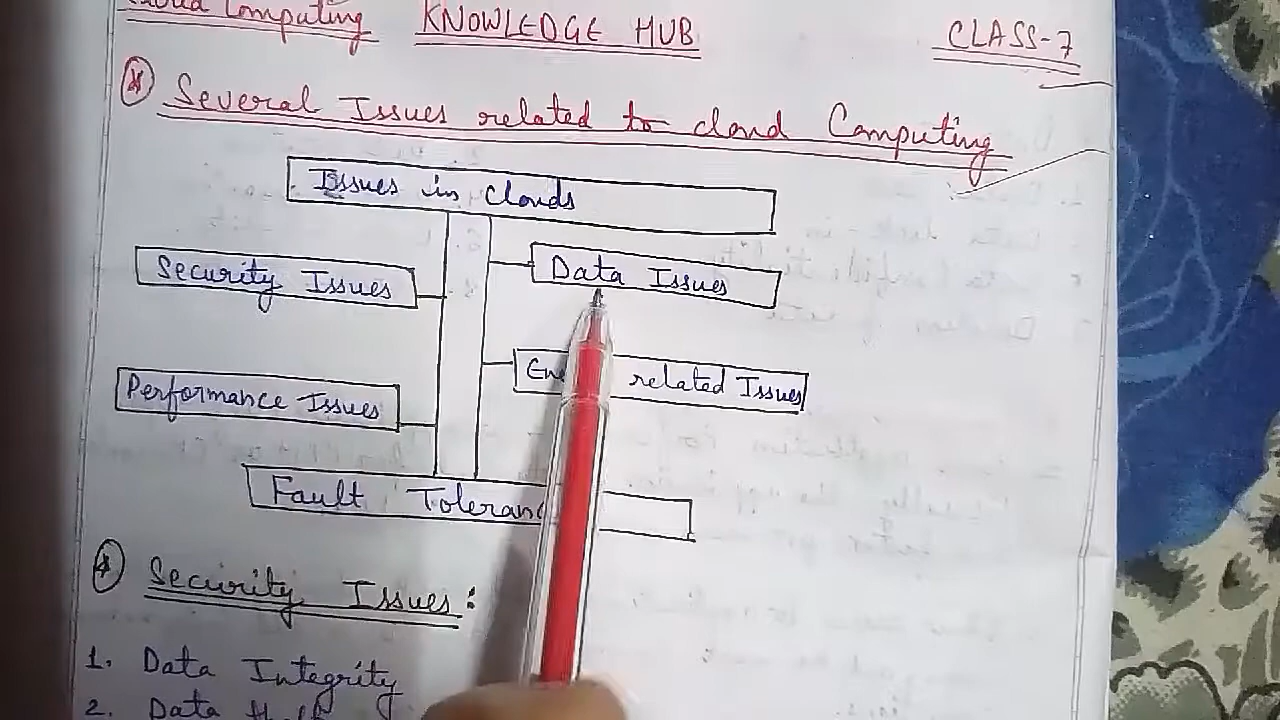 Computing KNOWLEDGE HUB CLASS-7
Several Issues related to cloud Computing
Issues in clouds
Security Issues
Data Issues
Performance Issues
related Issues
Fault
Security Issues:
1. Data Integrity
2. Data